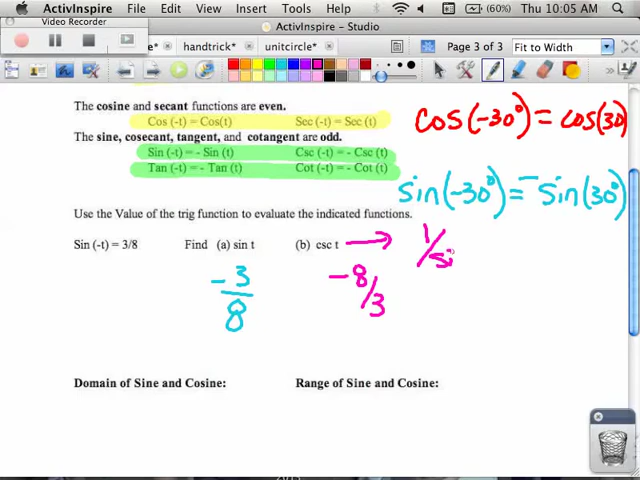 ActivInspire File Edit View Insert Tools Help (60%) Thu 10:05 AM
Video Recorder
ActivInspire - Studio
handtrick* unitcircle* Page 3 of 3 Fit to Width
The cosine and secant functions are even.
Cos (-t) = Cos(t) Sec (-t) = Sec (t)
The sine, cosecant, tangent, and cotangent are odd.
Sin (-t) = - Sin (t) Csc (-t) = - Csc (t)
Tan (-t) = - Tan (t) Cot (-t) = - Cot (t)
cos(-30°) = cos(30)
sin(-30°) = -sin(30°)
Use the Value of the trig function to evaluate the indicated functions.
Sin (-t) = 3/8 Find (a) sin t (b) csc t → 1/
-3/8
-8/3
Domain of Sine and Cosine: Range of Sine and Cosine: